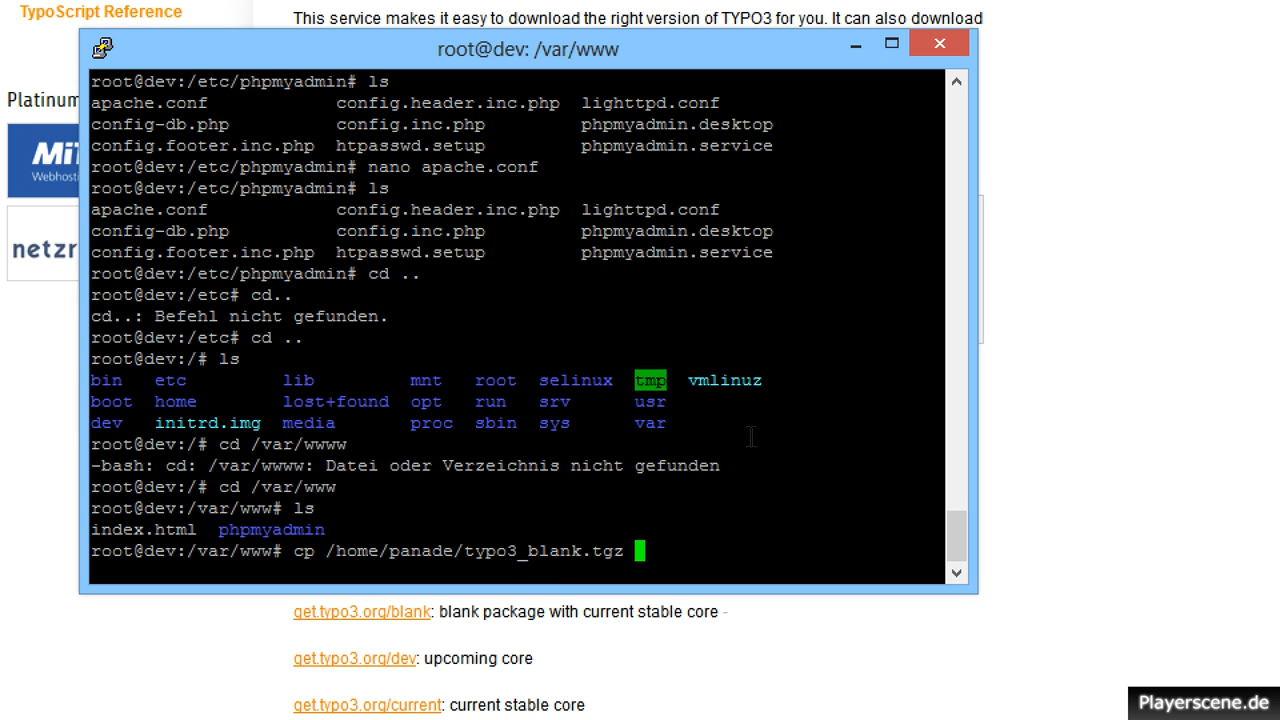 TypoScript Reference
This service makes it easy to download the right version of TYPO3 for you. It can also download
root@dev: /var/www
Platinum
MiT
Webhosti
netzr
root@dev:/etc/phpmyadmin# ls
apache.conf config.header.inc.php lighttpd.conf
config-db.php config.inc.php phpmyadmin.desktop
config.footer.inc.php htpasswd.setup phpmyadmin.service
root@dev:/etc/phpmyadmin# nano apache.conf
root@dev:/etc/phpmyadmin# ls
apache.conf config.header.inc.php lighttpd.conf
config-db.php config.inc.php phpmyadmin.desktop
config.footer.inc.php htpasswd.setup phpmyadmin.service
root@dev:/etc/phpmyadmin# cd ..
root@dev:/etc# cd..
cd..: Befehl nicht gefunden.
root@dev:/etc# cd ..
root@dev:/# ls
bin etc lib mnt root selinux tmp vmlinuz
boot home lost+found opt run srv usr
dev initrd.img media proc sbin sys var
root@dev:/# cd /var/wwww
-bash: cd: /var/wwww: Datei oder Verzeichnis nicht gefunden
root@dev:/# cd /var/www
root@dev:/var/www# ls
index.html phpmyadmin
root@dev:/var/www# cp /home/panade/typo3_blank.tgz
get.typo3.org/blank: blank package with current stable core -
get.typo3.org/dev: upcoming core
get.typo3.org/current: current stable core
Playerscene.de